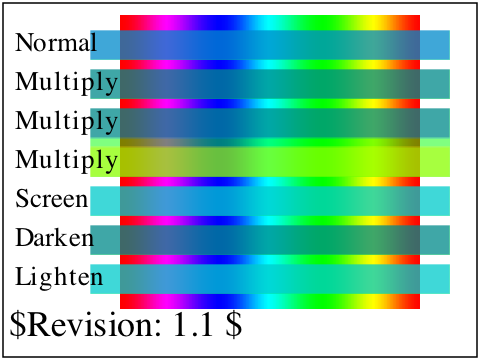 Normal
Multiply
Multiply
Multiply
Screen
Darken
Lighten
$Revision: 1.1 $